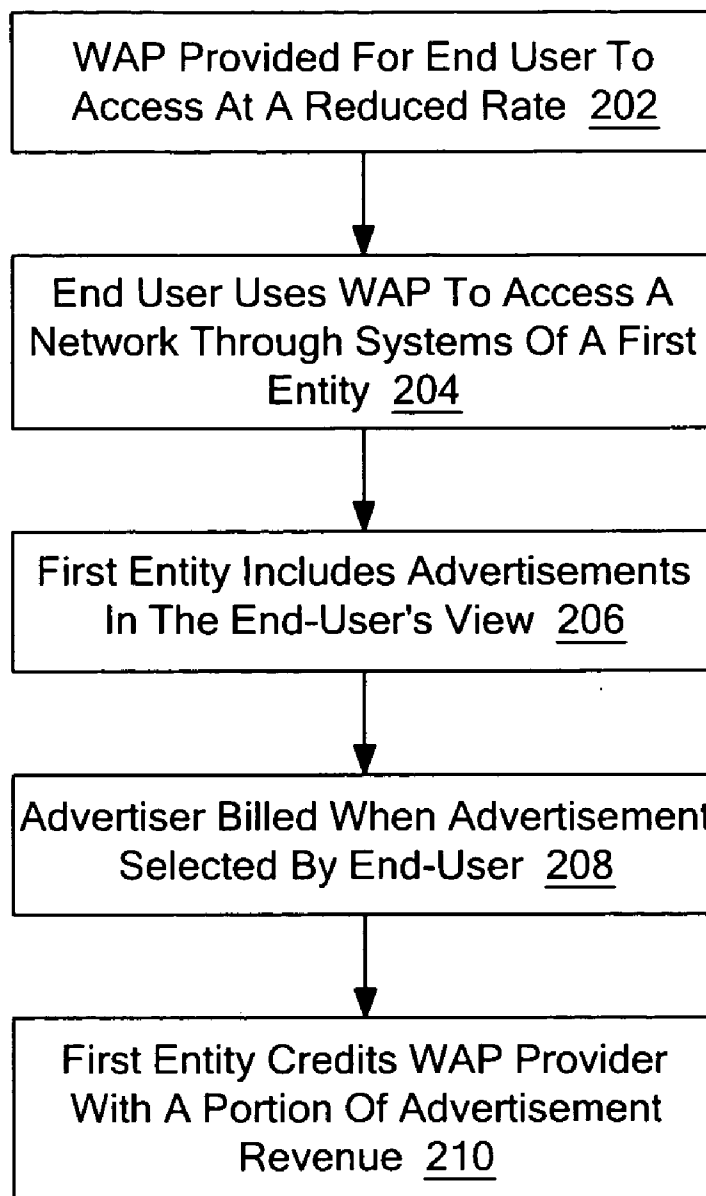 WAP Provided For End User To
Access At A Reduced Rate 202
End User Uses WAP To Access A
Network Through Systems Of A First
Entity 204
First Entity Includes Advertisements
In The End-User's View 206
Advertiser Billed When Advertisement
Selected By End-User 208
First Entity Credits WAP Provider
With A Portion Of Advertisement
Revenue 210